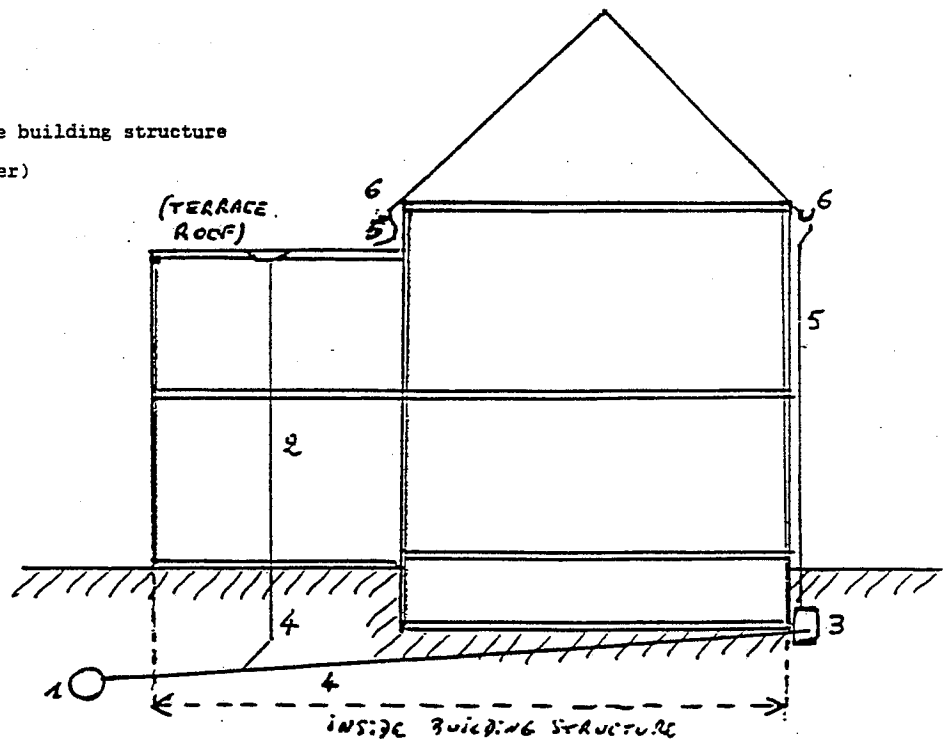 e building structure
er)
6
6
(TERRACE
ROOF)
5
5
2
4
3
4
1
INSIDE BUILDING STRUCTURE